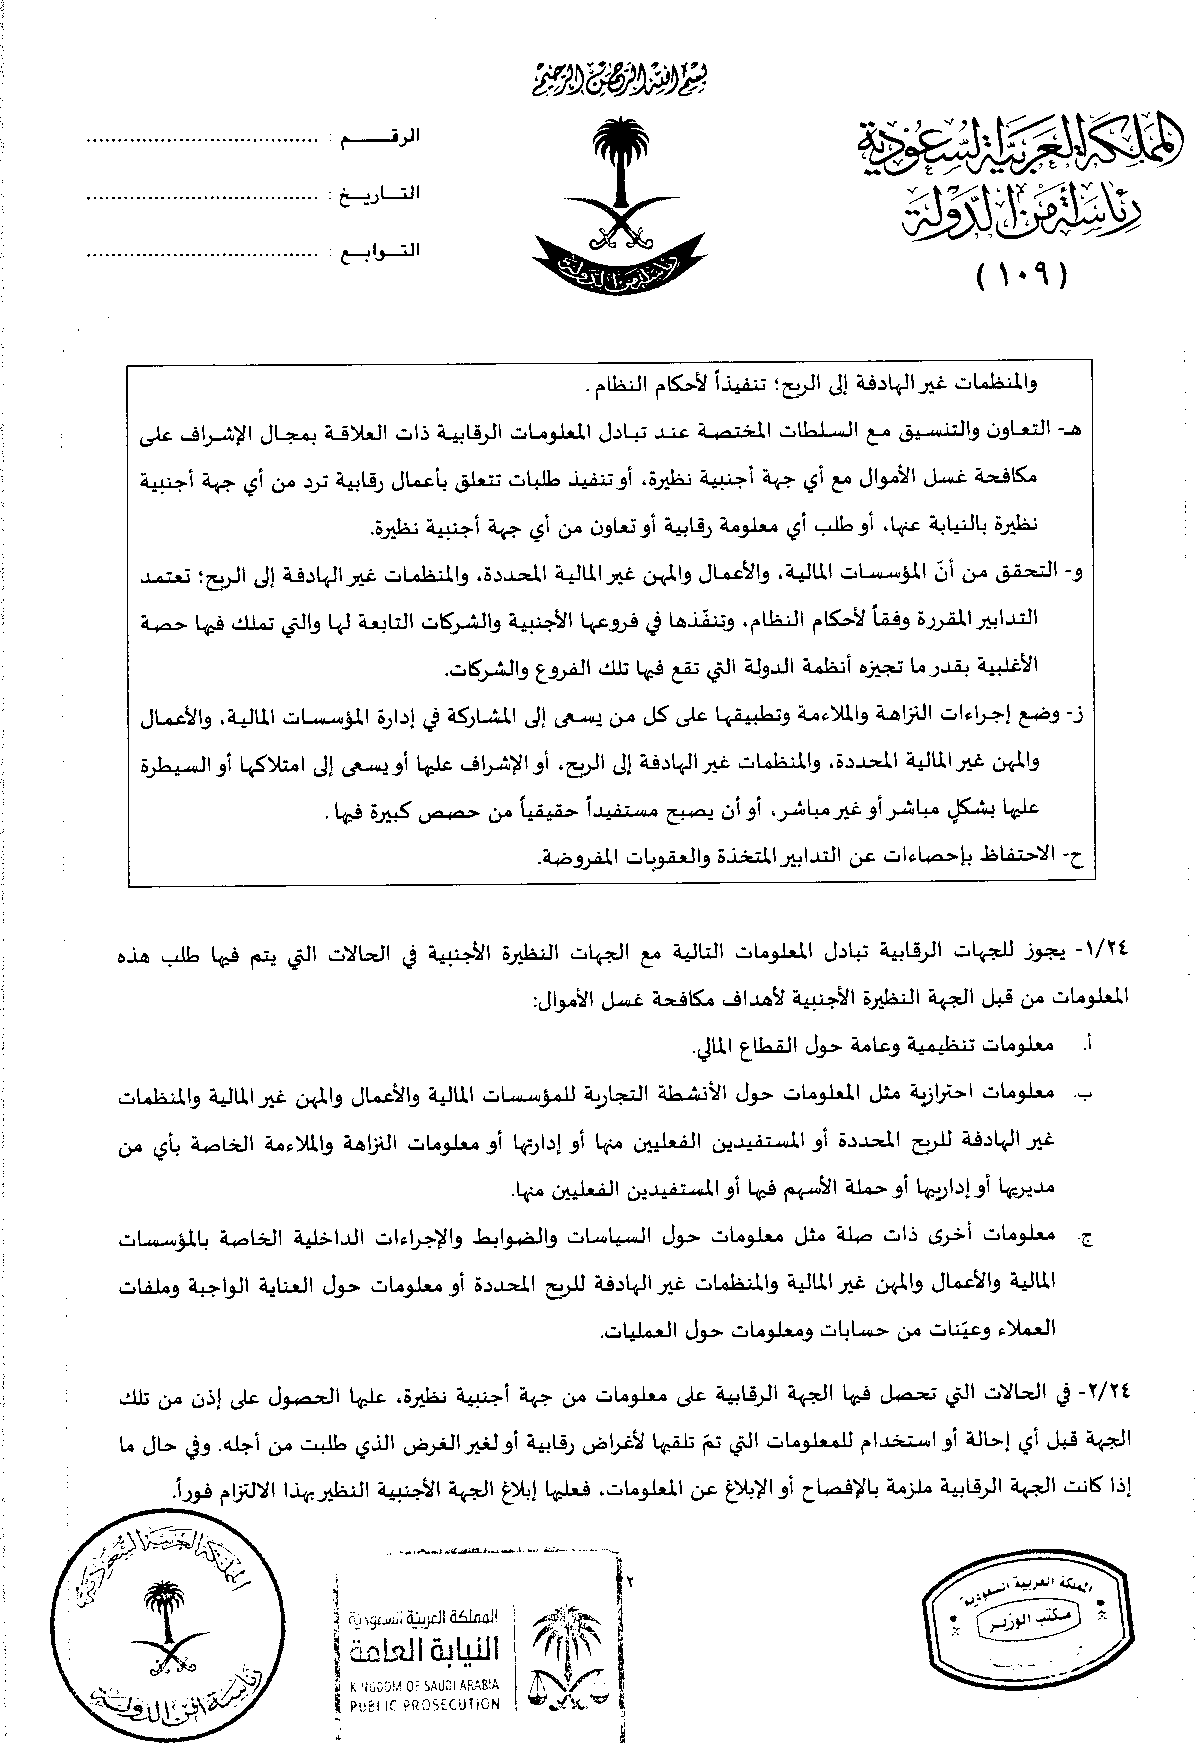 بسم الله الرحمن الرحيم
المملكة العربية السعودية
رئاسة أمن الدولة
(١٠٩)
رئاسة أمن الدولة
الرقـــــم : ......................................
التـاريـخ : ......................................
التـوابـع : ......................................
والمنظمات غير الهادفة إلى الربح؛ تنفيذاً لأحكام النظام .
هـ- التعاون والتنسيق مع السلطات المختصة عند تبادل المعلومات الرقابية ذات العلاقة بمجال الإشراف على
مكافحة غسل الأموال مع أي جهة أجنبية نظيرة، أو تنفيذ طلبات تتعلق بأعمال رقابية ترد من أي جهة أجنبية
نظيرة بالنيابة عنها، أو طلب أي معلومة رقابية أو تعاون من أي جهة أجنبية نظيرة.
و- التحقق من أنّ المؤسسات المالية، والأعمال والمهن غير المالية المحددة، والمنظمات غير الهادفة إلى الربح؛ تعتمد
التدابير المقررة وفقاً لأحكام النظام، وتنفّذها في فروعها الأجنبية والشركات التابعة لها والتي تملك فيها حصة
الأغلبية بقدر ما تجيزه أنظمة الدولة التي تقع فيها تلك الفروع والشركات.
ز- وضع إجراءات النزاهة والملاءمة وتطبيقها على كل من يسعى إلى المشاركة في إدارة المؤسسات المالية، والأعمال
والمهن غير المالية المحددة، والمنظمات غير الهادفة إلى الربح، أو الإشراف عليها أو يسعى إلى امتلاكها أو السيطرة
عليها بشكلٍ مباشر أو غير مباشر، أو أن يصبح مستفيداً حقيقياً من حصص كبيرة فيها .
ح- الاحتفاظ بإحصاءات عن التدابير المتخذة والعقوبات المفروضة.
١/٢٤- يجوز للجهات الرقابية تبادل المعلومات التالية مع الجهات النظيرة الأجنبية في الحالات التي يتم فيها طلب هذه
المعلومات من قبل الجهة النظيرة الأجنبية لأهداف مكافحة غسل الأموال:
أ. معلومات تنظيمية وعامة حول القطاع المالي.
ب. معلومات احترازية مثل المعلومات حول الأنشطة التجارية للمؤسسات المالية والأعمال والمهن غير المالية والمنظمات
غير الهادفة للربح المحددة أو المستفيدين الفعليين منها أو إدارتها أو معلومات النزاهة والملاءمة الخاصة بأي من
مديريها أو إدارييها أو حملة الأسهم فيها أو المستفيدين الفعليين منها.
ج. معلومات أخرى ذات صلة مثل معلومات حول السياسات والضوابط والإجراءات الداخلية الخاصة بالمؤسسات
المالية والأعمال والمهن غير المالية والمنظمات غير الهادفة للربح المحددة أو معلومات حول العناية الواجبة وملفات
العملاء وعيّنات من حسابات ومعلومات حول العمليات.
٢/٢٤- في الحالات التي تحصل فيها الجهة الرقابية على معلومات من جهة أجنبية نظيرة، عليها الحصول على إذن من تلك
الجهة قبل أي إحالة أو استخدام للمعلومات التي تمّ تلقيها لأغراض رقابية أو لغير الغرض الذي طلبت من أجله. وفي حال ما
إذا كانت الجهة الرقابية ملزمة بالإفصاح أو الإبلاغ عن المعلومات، فعليها إبلاغ الجهة الأجنبية النظير بهذا الالتزام فوراً.
المملكة العربية السعودية
مكتب الوزير
٢
المملكة العربية السعودية
النيابة العامة
KINGDOM OF SAUDI ARABIA
PUBLIC PROSECUTION
المملكة العربية السعودية
رئاسة أمن الدولة